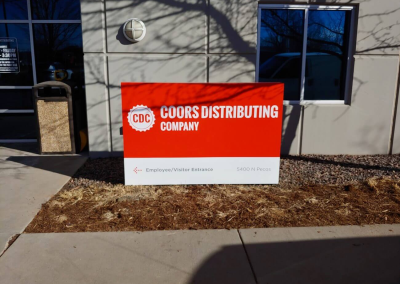 CDC
COORS DISTRIBUTING
COMPANY
← Employee/Visitor Entrance